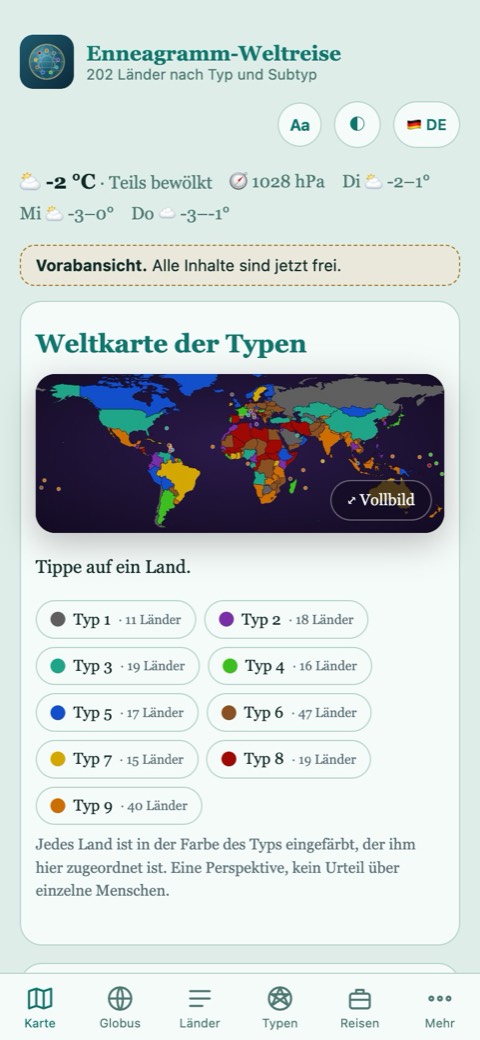 Enneagramm-Weltreise
202 Länder nach Typ und Subtyp
Aa
DE
-2 °C · Teils bewölkt 1028 hPa Di -2–1°
Mi -3–0° Do -3–-1°
Vorabansicht. Alle Inhalte sind jetzt frei.
Weltkarte der Typen
Vollbild
Tippe auf ein Land.
Typ 1 · 11 Länder
Typ 2 · 18 Länder
Typ 3 · 19 Länder
Typ 4 · 16 Länder
Typ 5 · 17 Länder
Typ 6 · 47 Länder
Typ 7 · 15 Länder
Typ 8 · 19 Länder
Typ 9 · 40 Länder
Jedes Land ist in der Farbe des Typs eingefärbt, der ihm
hier zugeordnet ist. Eine Perspektive, kein Urteil über
einzelne Menschen.
Karte
Globus
Länder
Typen
Reisen
Mehr